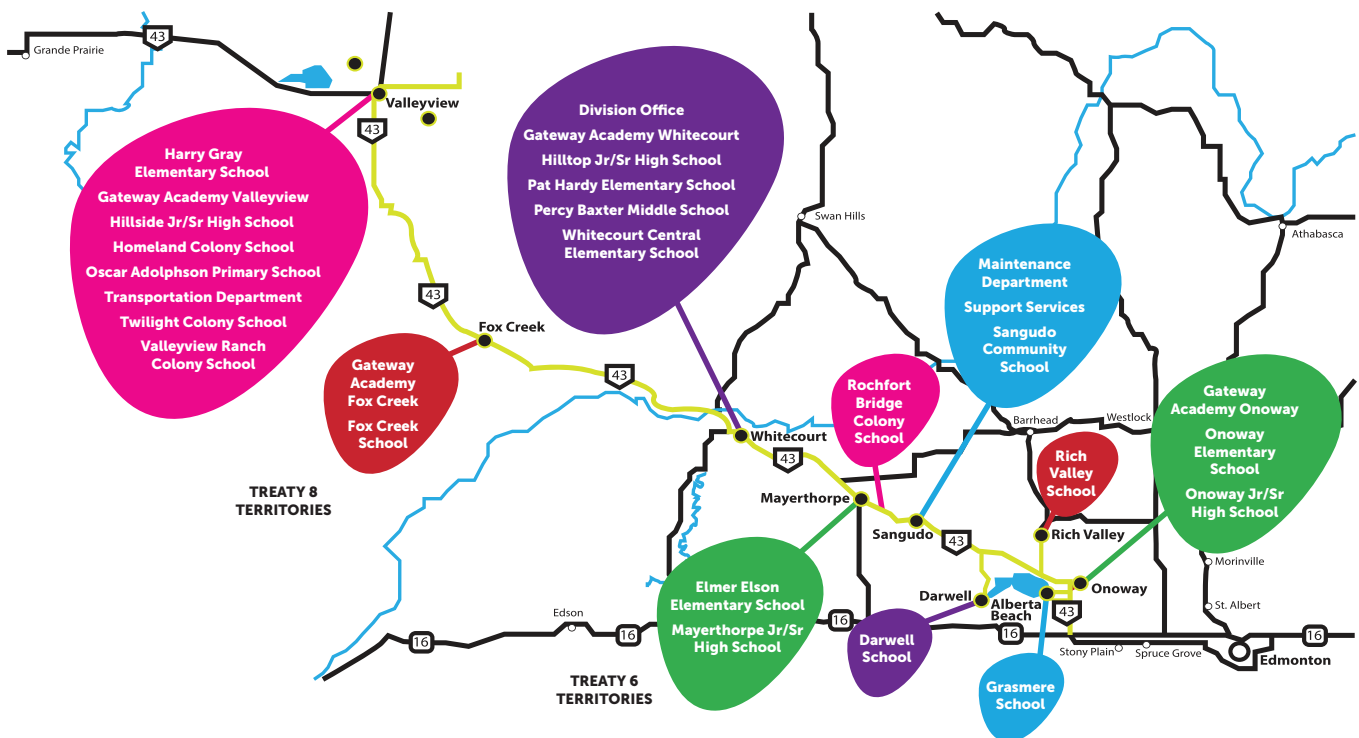 43
Grande Prairie
Valleyview
43
Harry Gray
Elementary School
Gateway Academy Valleyview
Hillside Jr/Sr High School
Homeland Colony School
Oscar Adolphson Primary School
Transportation Department
Twilight Colony School
Valleyview Ranch
Colony School
Division Office
Gateway Academy Whitecourt
Hilltop Jr/Sr High School
Pat Hardy Elementary School
Percy Baxter Middle School
Whitecourt Central
Elementary School
Swan Hills
Athabasca
Maintenance
Department
Support Services
Sangudo
Community
School
43
Fox Creek
Gateway
Academy
Fox Creek
Fox Creek
School
43
Rochfort
Bridge
Colony
School
Barrhead
Westlock
Gateway
Academy Onoway
Onoway
Elementary
School
Onoway Jr/Sr
High School
Whitecourt
43
Rich
Valley
School
TREATY 8
TERRITORIES
Mayerthorpe
Sangudo
43
Rich Valley
Morinville
Elmer Elson
Elementary School
Mayerthorpe Jr/Sr
High School
Darwell
Alberta
Beach
Onoway
43
St. Albert
Edson
16
16
16
16
16
Darwell
School
Stony Plain
Spruce Grove
Edmonton
TREATY 6
TERRITORIES
Grasmere
School